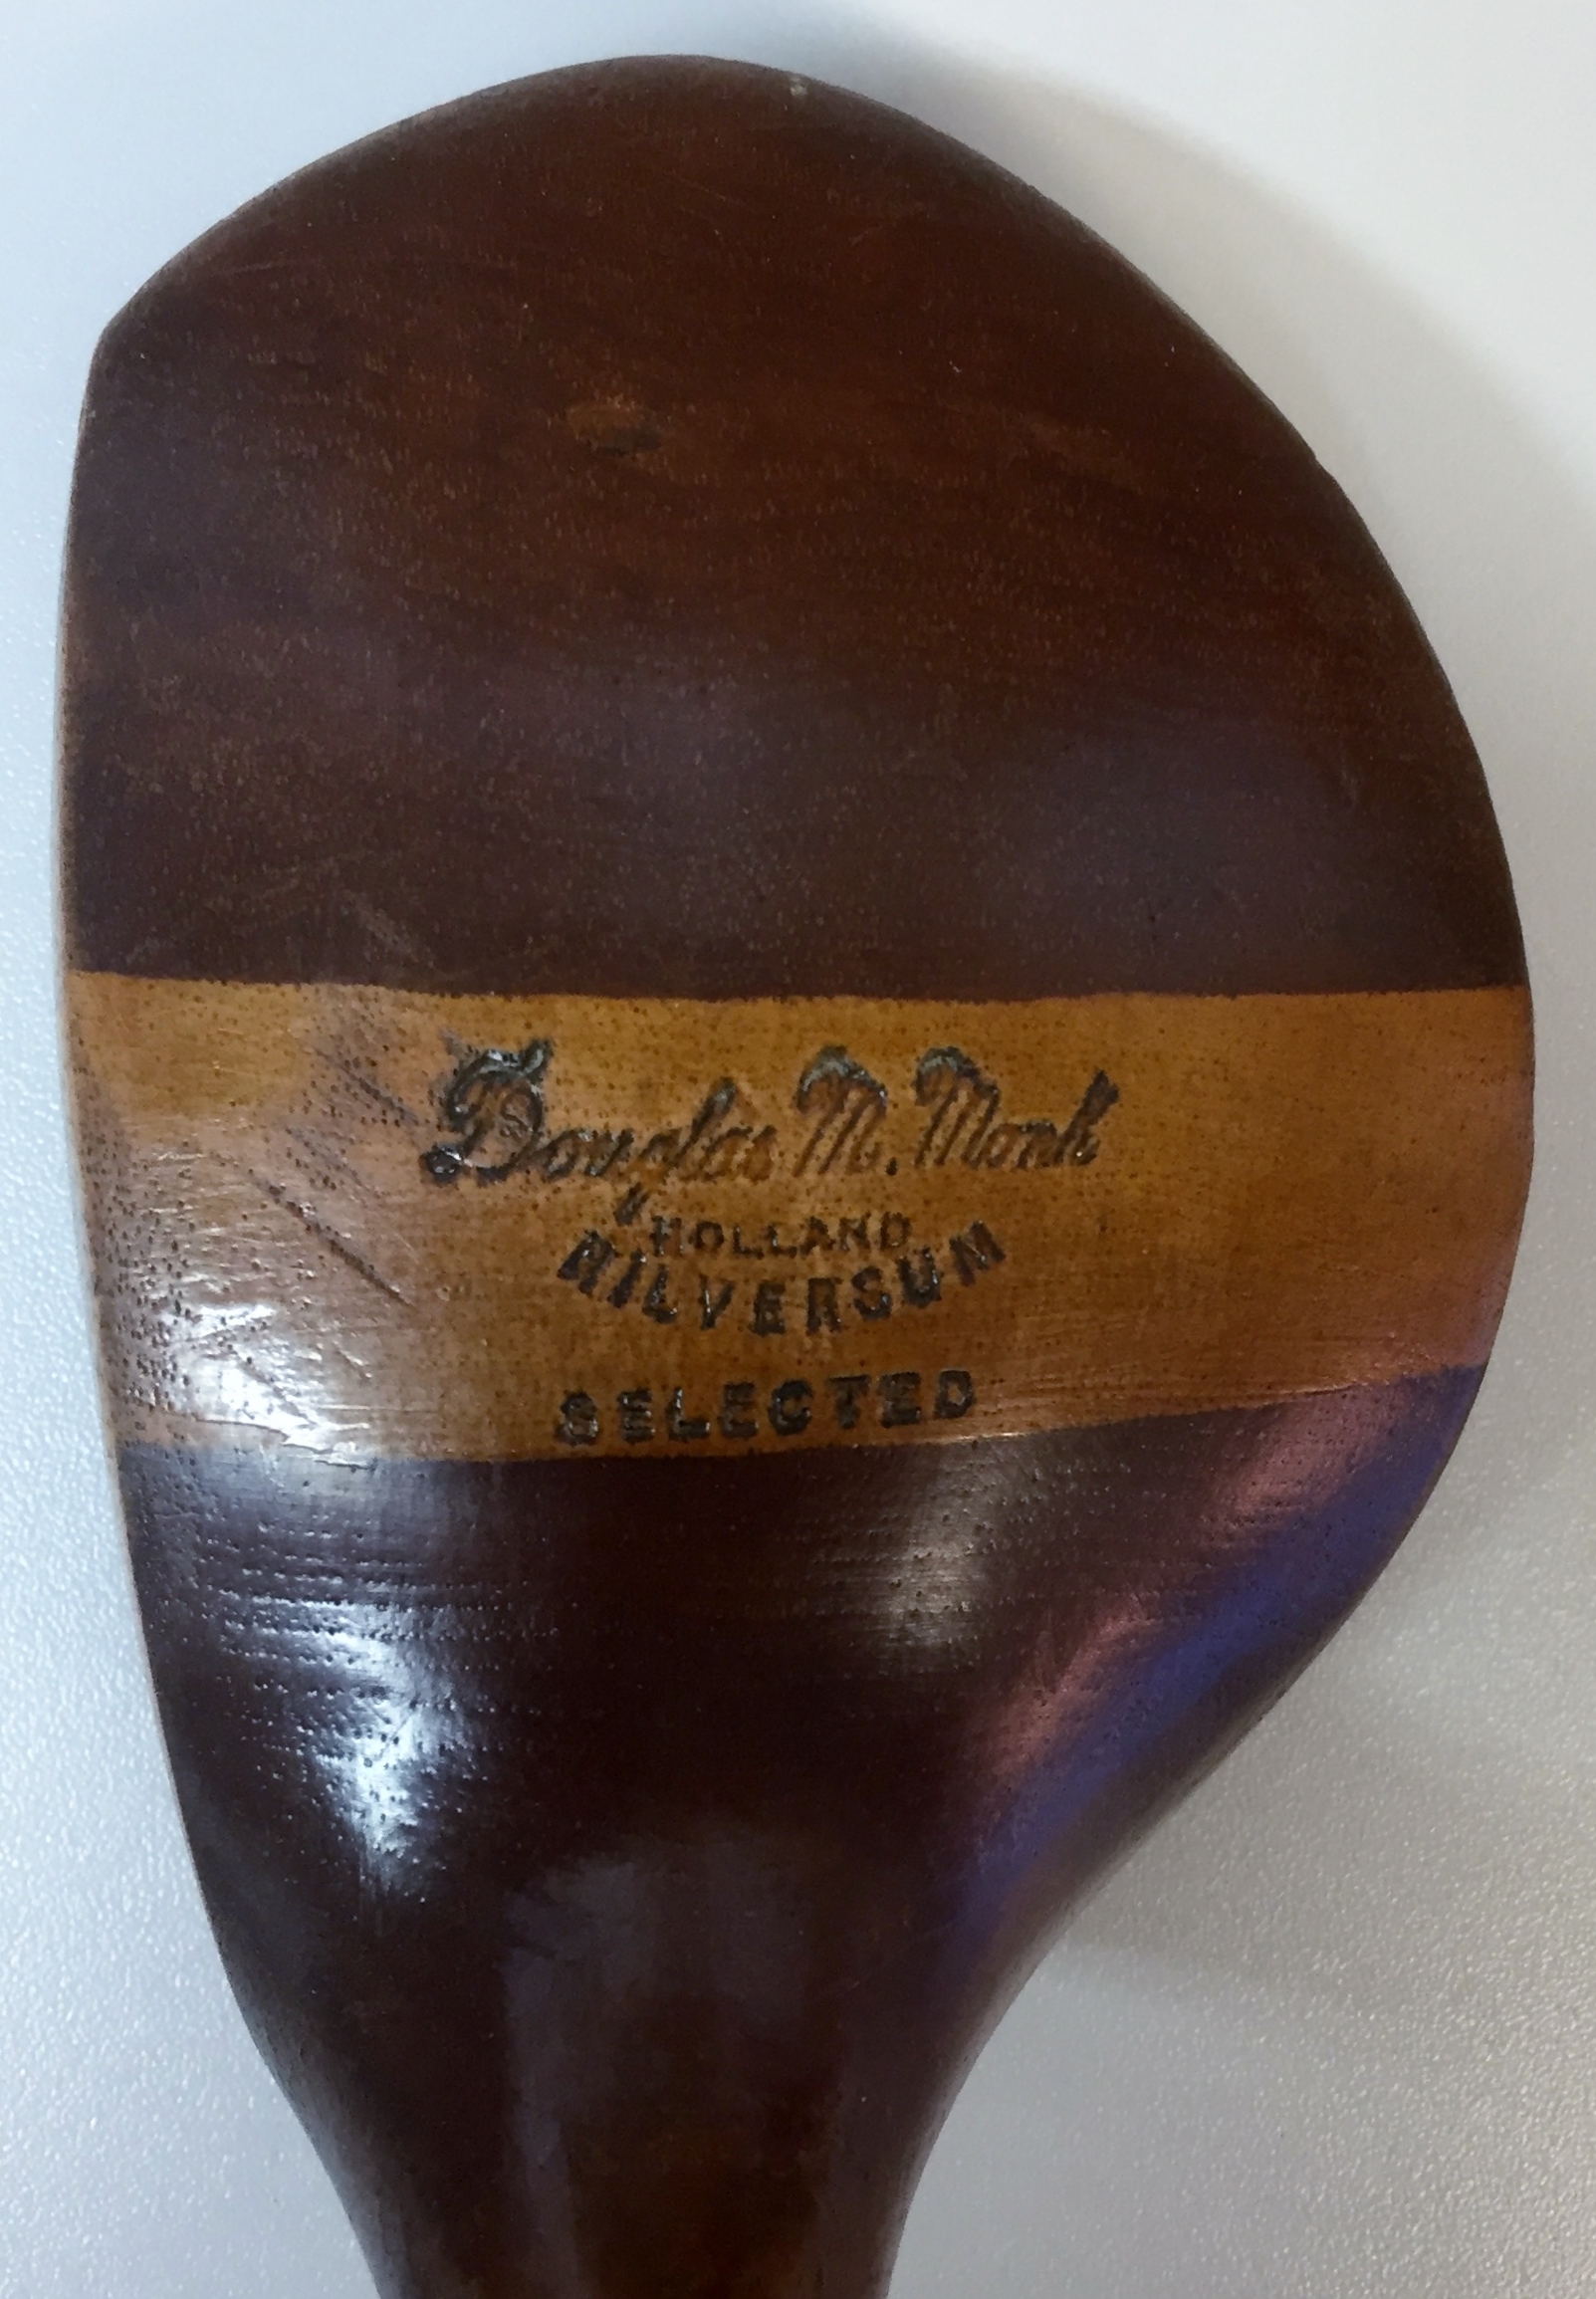 Douglas M. Monk
HOLLAND
HILVERSUM
SELECTED